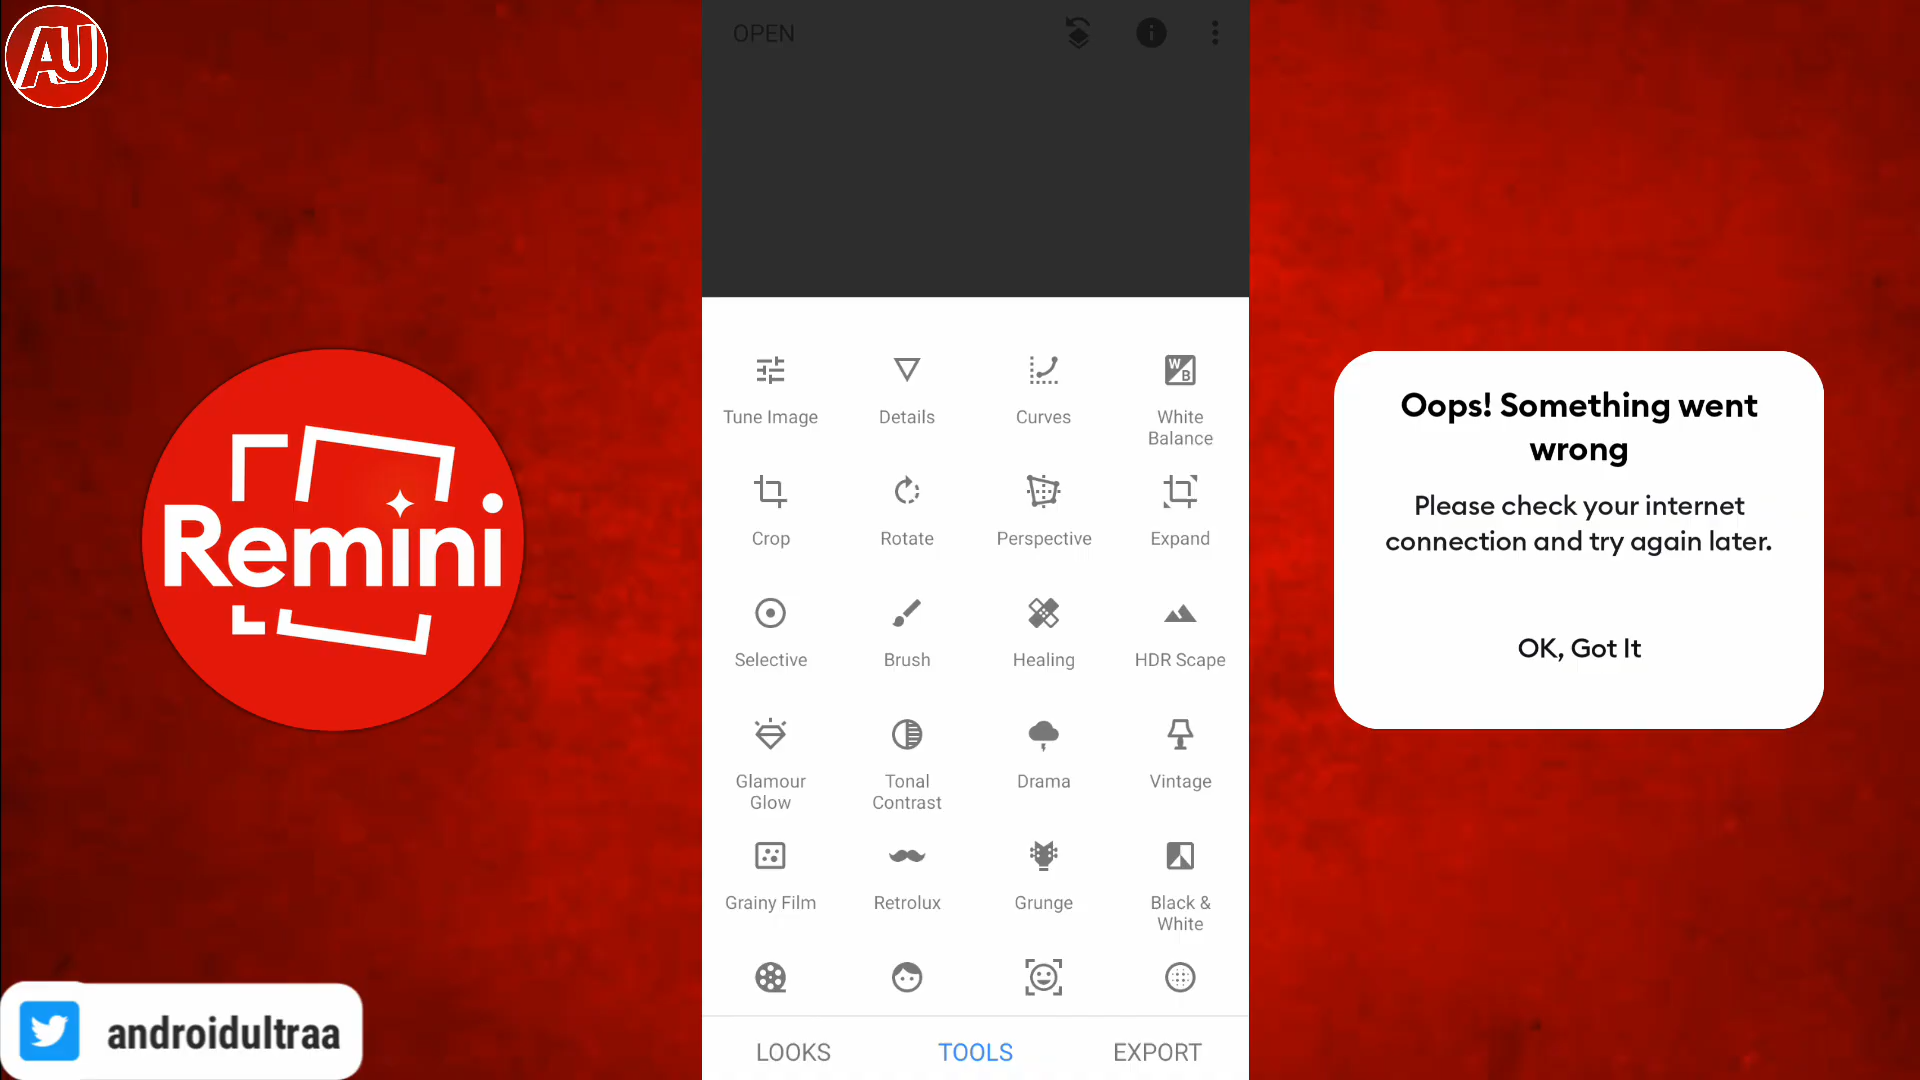 AU
OPEN
Remini
Tune Image
Details
Curves
W
B
White
Balance
Crop
Rotate
Perspective
Expand
Selective
Brush
Healing
HDR Scape
Glamour
Glow
Tonal
Contrast
Drama
Vintage
Grainy Film
Retrolux
Grunge
Black &
White
LOOKS
TOOLS
EXPORT
Oops! Something went
wrong
Please check your internet
connection and try again later.
OK, Got It
androidultraa